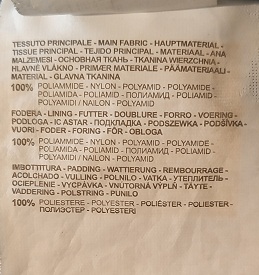 TESSUTO PRINCIPALE - MAIN FABRIC - HAUPTMATERIAL -
TISSUE PRINCIPAL - TEJIDO PRINCIPAL - MATERIAAL - ANA
MALZEMESI - ОСНОВНАЯ ТКАНЬ - TKANINA WIERZCHNIA -
HLAVNÉ VLÁKNO - PRIMER MATERIALE - PÄÄMATERIAALI -
MATERIAL - GLAVNA TKANINA
100% POLIAMMIDE - NYLON - POLYAMID - POLYAMIDE -
POLIAMIDA - POLIAMID - ПОЛИАМИД - POLIAMID -
POLYAMIDI / NAILON - POLYAMID
FODERA - LINING - FUTTER - DOUBLURE - FORRO - VOERING -
PODLOGA - IC ASTAR - ПОДКЛАДКА - PODSZEWKA - PODŠÍVKA -
VUORI - FODER - FORING - FÖR - OBLOGA
100% POLIAMMIDE - NYLON - POLYAMID - POLYAMIDE -
POLIAMIDA - POLIAMID - ПОЛИАМИД - POLIAMID -
POLYAMIDI / NAILON - POLYAMID
IMBOTTITURA - PADDING - WATTIERUNG - REMBOURRAGE -
ACOLCHADO - VULLING - POLNILO - VATKA - УТЕПЛИТЕЛЬ -
OCIEPLENIE - VYCPÁVKA - VNÚTORNÁ VÝPLŇ - TÄYTE -
VADDERING - POLSTRING - PUNILO
100% POLIESTERE - POLYESTER - POLIÉSTER - POLIESTER -
ПОЛИЭСТЕР - POLYESTERI